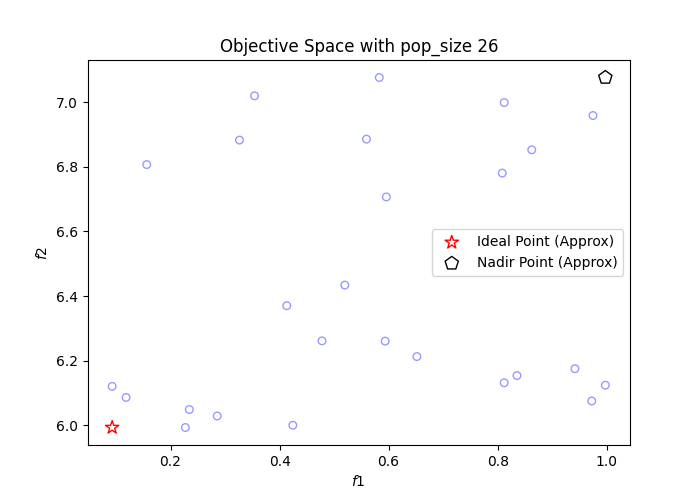 Objective Space with pop_size 26
f2
7.0
6.8
6.6
6.4
6.2
6.0
Ideal Point (Approx)
Nadir Point (Approx)
0.2 0.4 0.6 0.8 1.0
f1